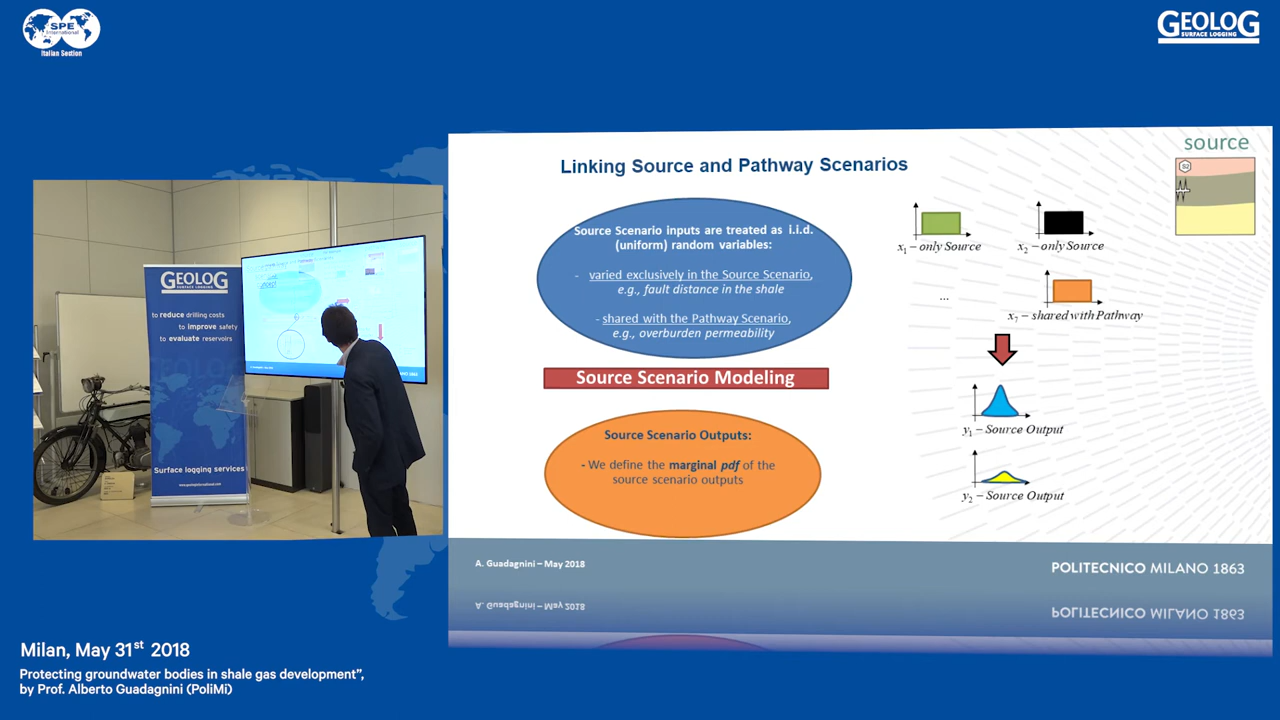 SPE
International
Italian Section
GEOLOG
SURFACE LOGGING
source
S2
Linking Source and Pathway Scenarios
Source Scenario inputs are treated as i.i.d.
(uniform) random variables:
- varied exclusively in the Source Scenario,
e.g., fault distance in the shale
- shared with the Pathway Scenario,
e.g., overburden permeability
x1 – only Source
x2 – only Source
...
x7 – shared with Pathway
Source Scenario Modeling
Source Scenario Outputs:
- We define the marginal pdf of the
source scenario outputs
y1 – Source Output
y2 – Source Output
A. Guadagnini – May 2018
POLITECNICO MILANO 1863
GEOLOG
SURFACE LOGGING
to reduce drilling costs
to improve safety
to evaluate reservoirs
Surface logging services
Milan, May 31st 2018
Protecting groundwater bodies in shale gas development”,
by Prof. Alberto Guadagnini (PoliMi)